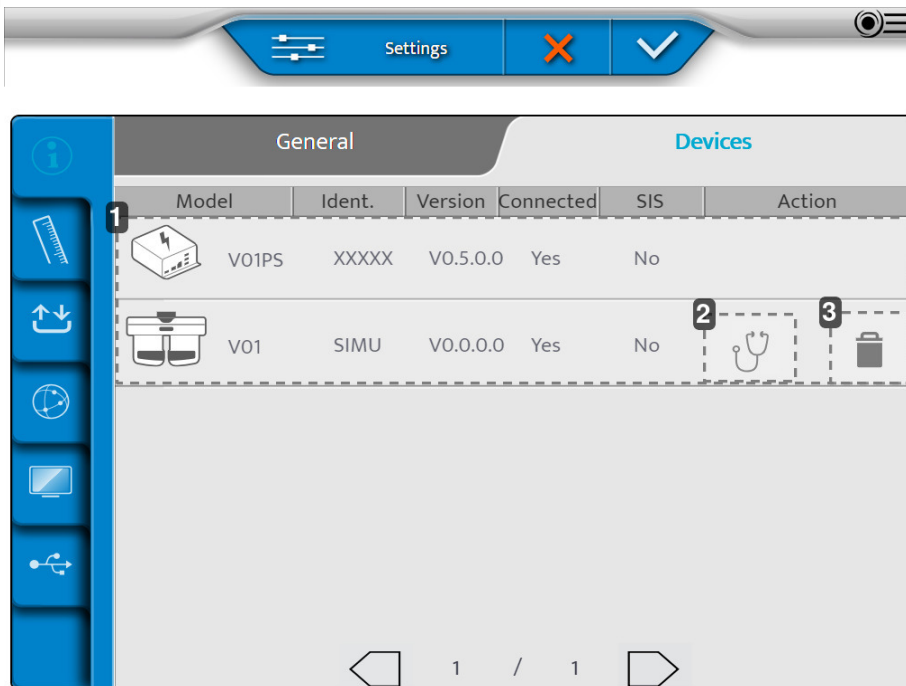 Settings
General Devices
Model Ident. Version Connected SIS Action
1
V01PS XXXXX V0.5.0.0 Yes No
2 3
V01 SIMU V0.0.0.0 Yes No
1 / 1